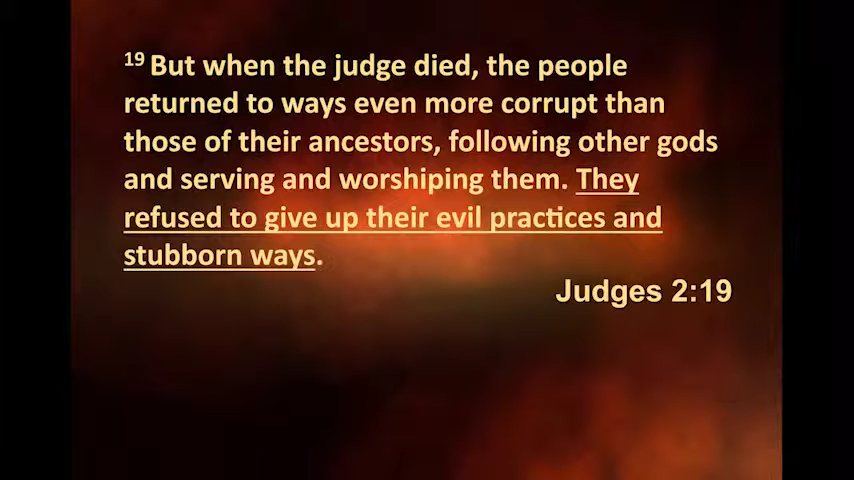 19 But when the judge died, the people
returned to ways even more corrupt than
those of their ancestors, following other gods
and serving and worshiping them. They
refused to give up their evil practices and
stubborn ways.
Judges 2:19